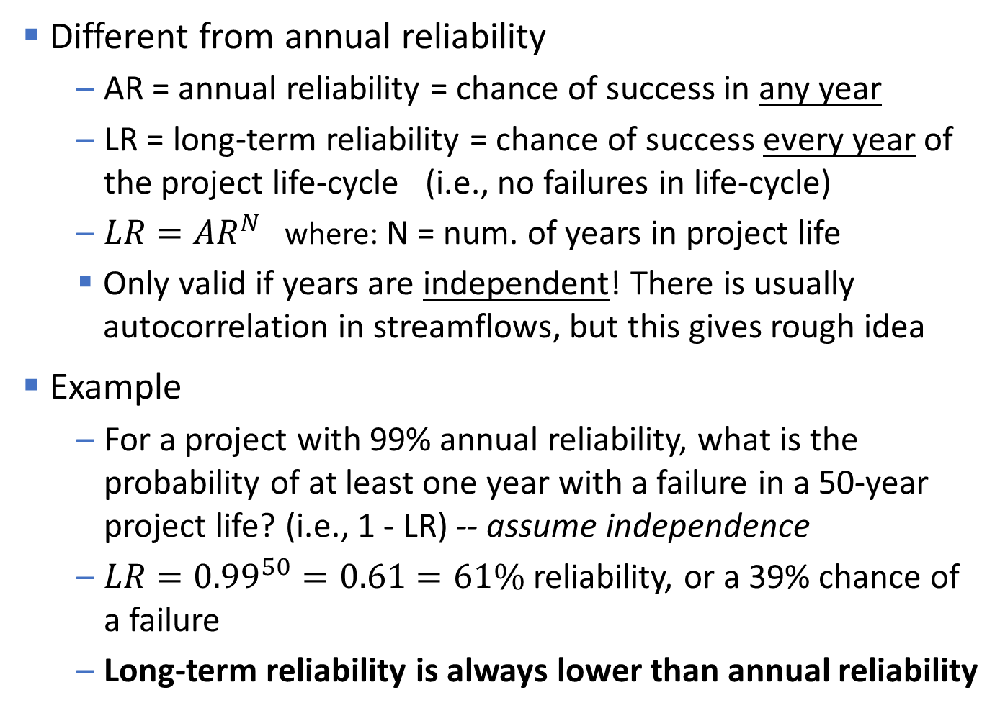 ▪ Different from annual reliability
– AR = annual reliability = chance of success in any year
– LR = long-term reliability = chance of success every year of
the project life-cycle (i.e., no failures in life-cycle)
– LR = AR^N where: N = num. of years in project life
▪ Only valid if years are independent! There is usually
autocorrelation in streamflows, but this gives rough idea
▪ Example
– For a project with 99% annual reliability, what is the
probability of at least one year with a failure in a 50-year
project life? (i.e., 1 - LR) -- assume independence
– LR = 0.99^50 = 0.61 = 61% reliability, or a 39% chance of
a failure
– Long-term reliability is always lower than annual reliability